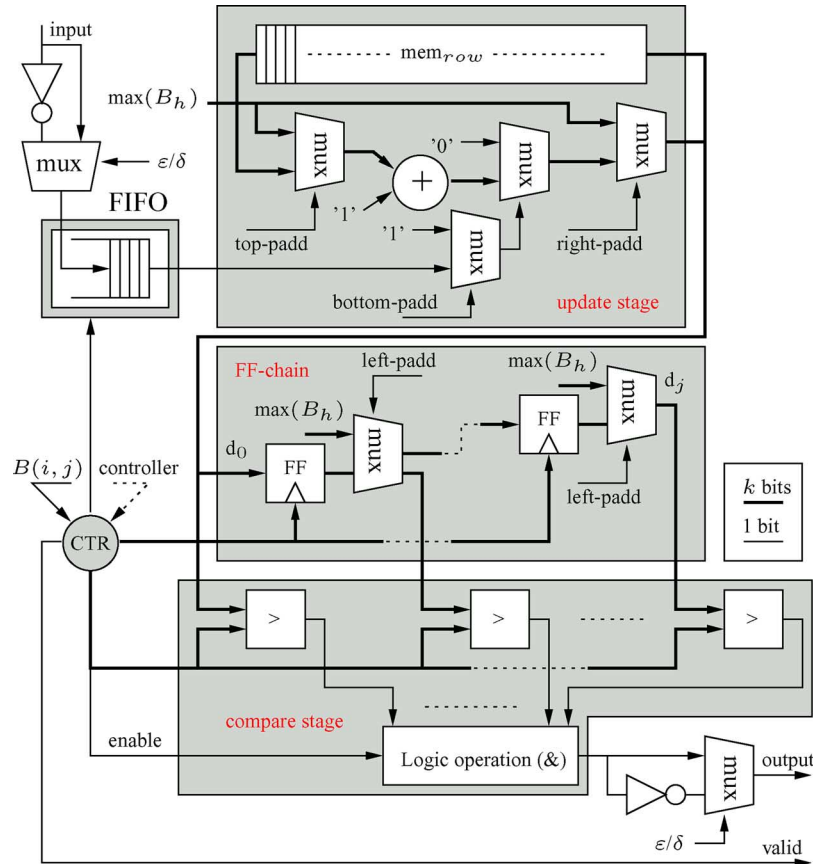 input
mem_row
max(B_h)
mux
mux
mux
'0'
mux
ε/δ
+
FIFO
'1'
'1'
mux
top-padd
right-padd
bottom-padd
update stage
FF-chain
left-padd
max(B_h)
d_j
mux
max(B_h)
mux
FF
d_0
FF
B(i, j)
controller
left-padd
k bits
1 bit
CTR
>
>
>
compare stage
enable
Logic operation (&)
mux
output
ε/δ
valid